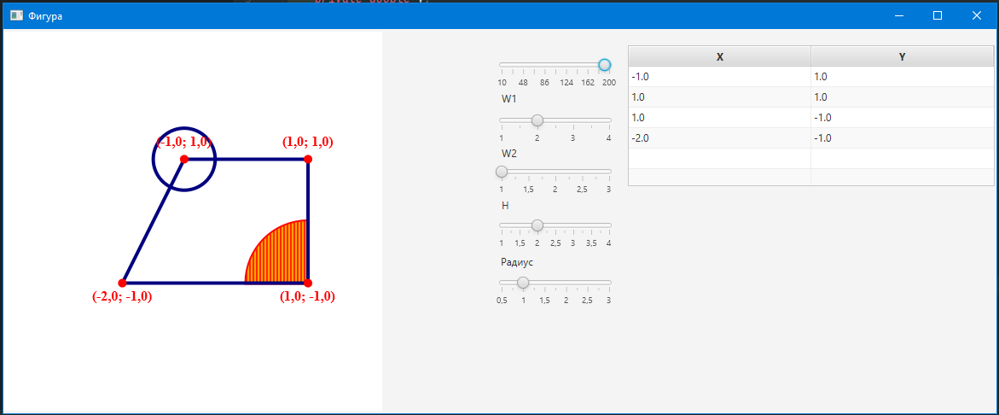 private double
Фигура
(-1,0; 1,0) (1,0; 1,0)
(-2,0; -1,0) (1,0; -1,0)
10 48 86 124 162 200
W1
1 2 3 4
W2
1 1,5 2 2,5 3
H
1 1,5 2 2,5 3 3,5 4
Радиус
0,5 1 1,5 2 2,5 3
X Y
-1.0 1.0
1.0 1.0
1.0 -1.0
-2.0 -1.0